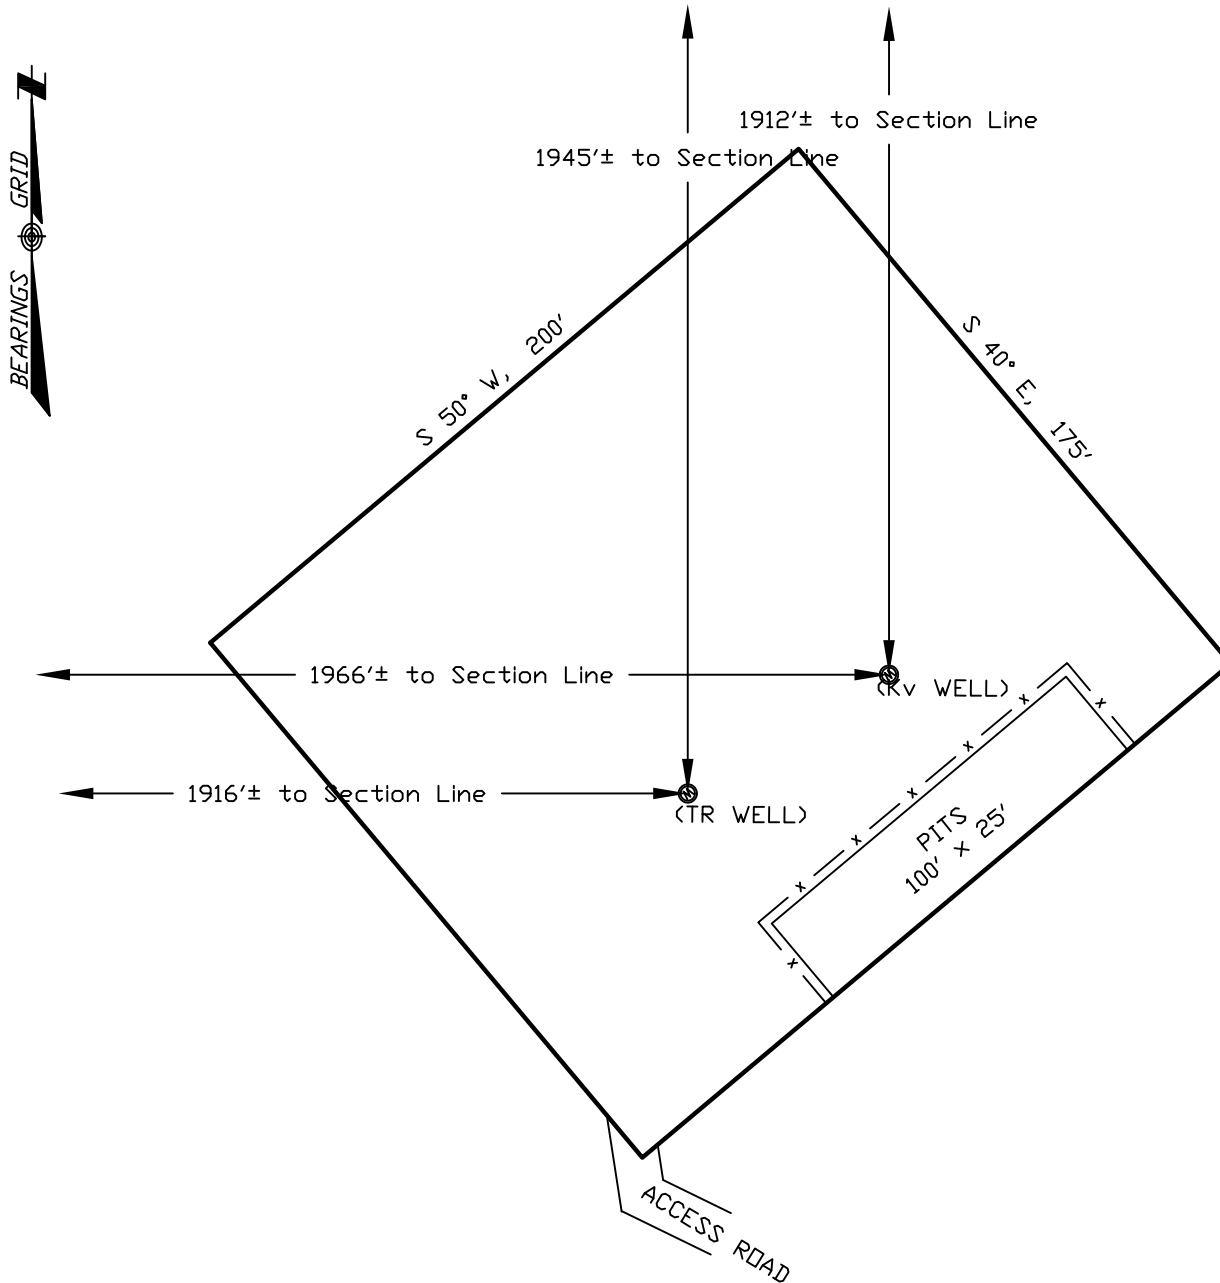 1912'± to Section Line
1945'± to Section Line
BEARINGS GRID
N
S 50° W, 200'
S 40° E, 175'
1966'± to Section Line
(Kv WELL)
1916'± to Section Line
(TR WELL)
x x x x x x x
PITS
100' x 25'
ACCESS ROAD